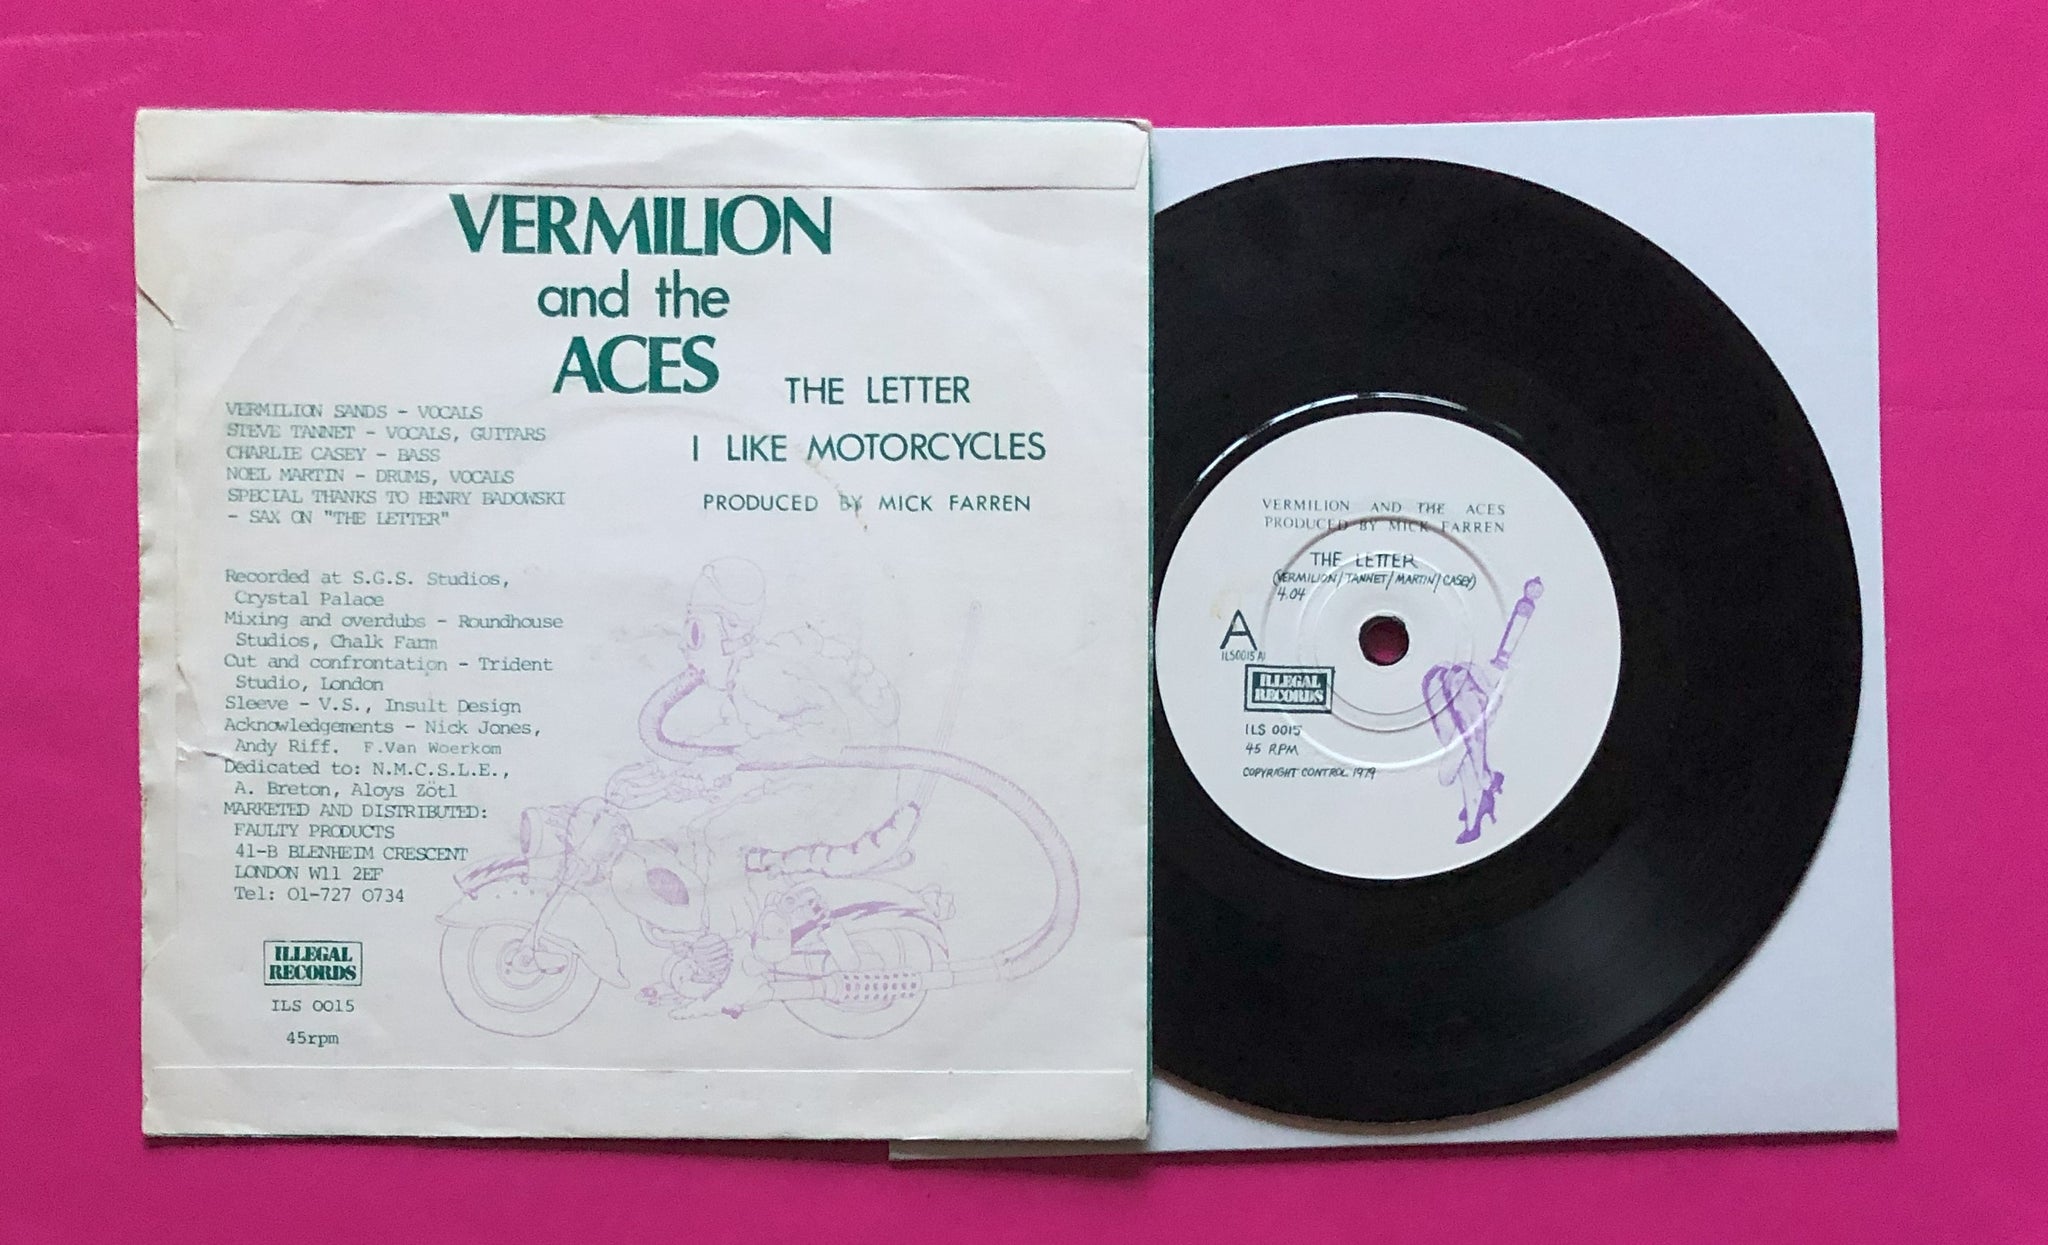 VERMILION
and the
ACES
THE LETTER
I LIKE MOTORCYCLES
PRODUCED BY MICK FARREN
VERMILION SANDS - VOCALS
STEVE TANNET - VOCALS, GUITARS
CHARLIE CASEY - BASS
NOEL MARTIN - DRUMS, VOCALS
SPECIAL THANKS TO HENRY BADOWSKI
- SAX ON "THE LETTER"
Recorded at S.G.S. Studios,
Crystal Palace
Mixing and overdubs - Roundhouse
Studios, Chalk Farm
Cut and confrontation - Trident
Studio, London
Sleeve - V.S., Insult Design
Acknowledgements - Nick Jones,
Andy Riff. F.Van Woerkom
Dedicated to: N.M.C.S.L.E.,
A. Breton, Aloys Zötl
MARKETED AND DISTRIBUTED:
FAULTY PRODUCTS
41-B BLENHEIM CRESCENT
LONDON W11 2EF
Tel: 01-727 0734
ILLEGAL
RECORDS
ILS 0015
45rpm
VERMILION AND THE ACES
PRODUCED BY MICK FARREN
THE LETTER
(VERMILION/TANNET/MARTIN/CASEY)
4.04
A
ILS0015 A1
ILLEGAL
RECORDS
ILS 0015
45 RPM
COPYRIGHT CONTROL 1979